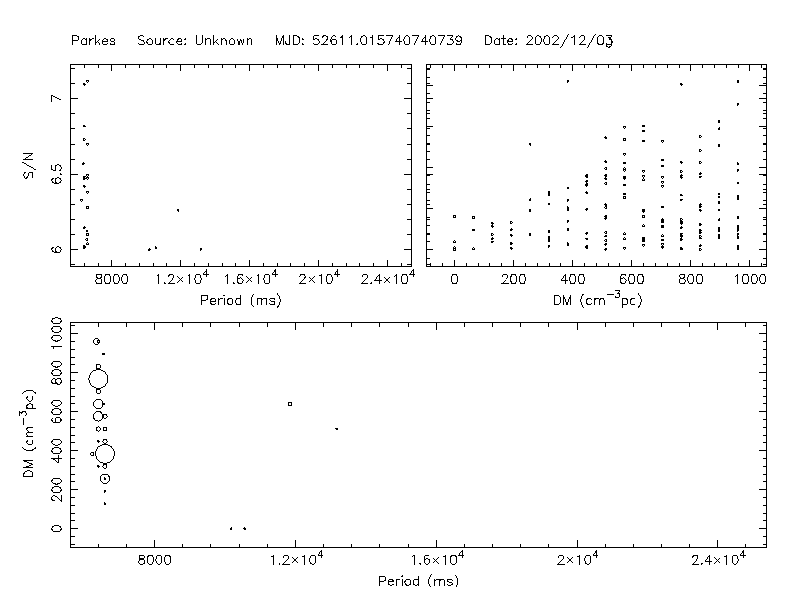 Parkes Source: Unknown MJD: 52611.015740740739 Date: 2002/12/03
S/N
7
6.5
6
8000 1.2×10⁴ 1.6×10⁴ 2×10⁴ 2.4×10⁴
Period (ms)
0 200 400 600 800 1000
DM (cm⁻³pc)
DM (cm⁻³pc)
1000
800
600
400
200
0
8000 1.2×10⁴ 1.6×10⁴ 2×10⁴ 2.4×10⁴
Period (ms)